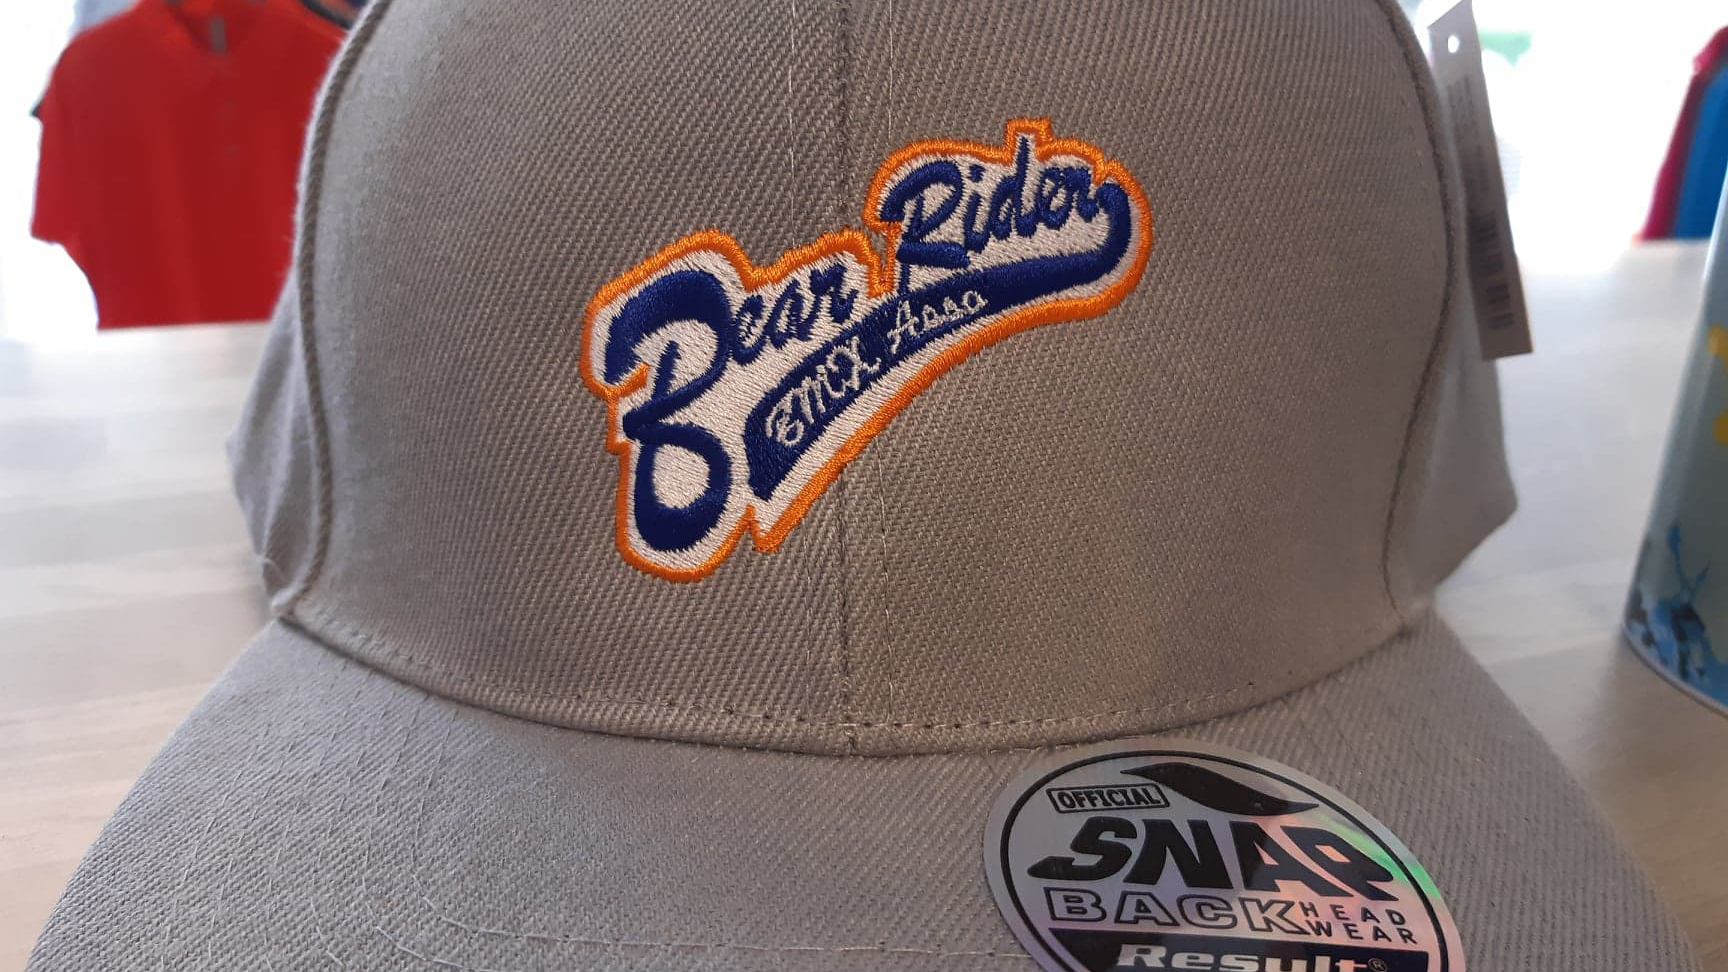 Bear Rider
BMX Asso
OFFICIAL
SNAP
BACK HEAD WEAR
Result®